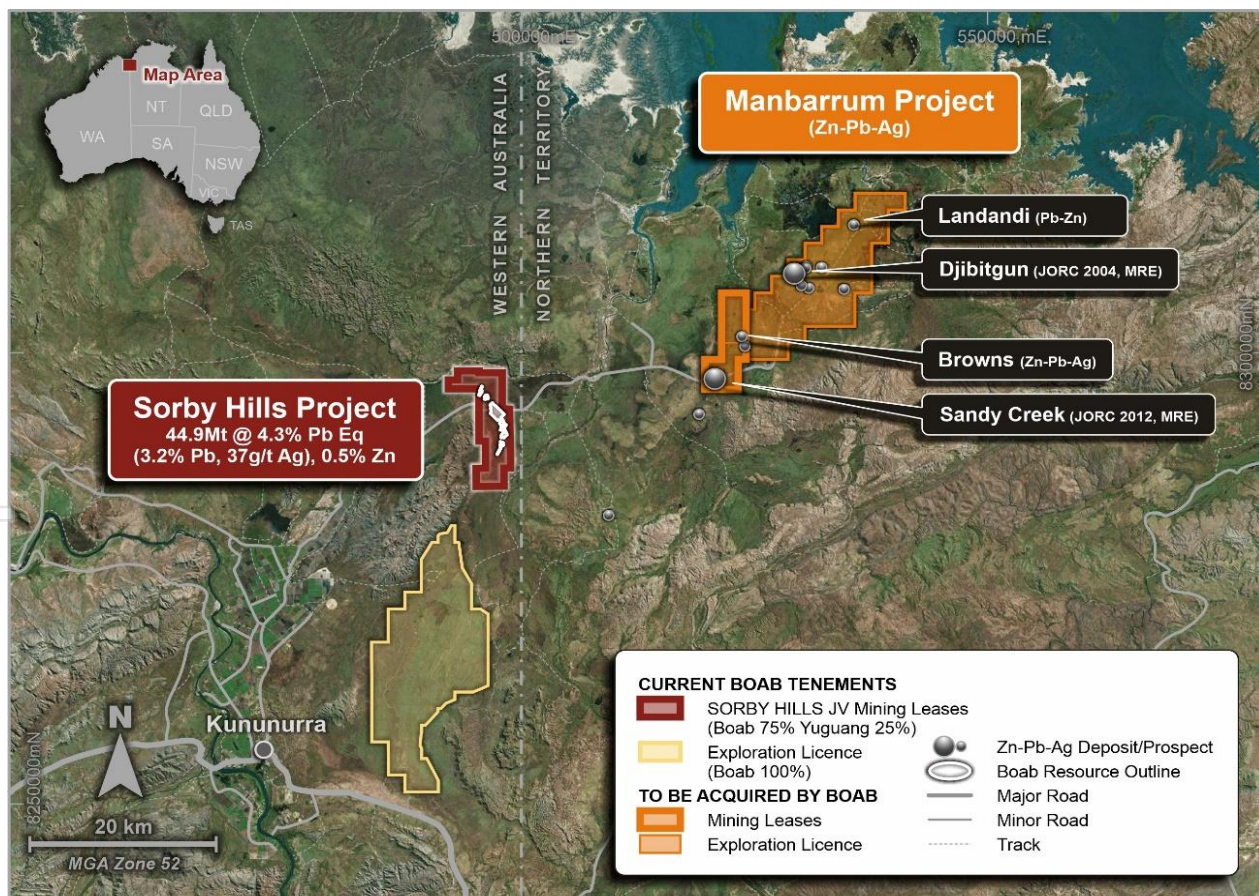 500000mE
550000 mE
Map Area
WA
NT
QLD
SA
NSW
VIC
TAS
WESTERN AUSTRALIA
NORTHERN TERRITORY
Manbarrum Project
(Zn-Pb-Ag)
Landandi (Pb-Zn)
Djibitgun (JORC 2004, MRE)
Browns (Zn-Pb-Ag)
Sandy Creek (JORC 2012, MRE)
8300000mN
Sorby Hills Project
44.9Mt @ 4.3% Pb Eq
(3.2% Pb, 37g/t Ag), 0.5% Zn
Kununurra
N
8250000mN
20 km
MGA Zone 52
CURRENT BOAB TENEMENTS
SORBY HILLS JV Mining Leases
(Boab 75% Yuguang 25%)
Exploration Licence
(Boab 100%)
TO BE ACQUIRED BY BOAB
Mining Leases
Exploration Licence
Zn-Pb-Ag Deposit/Prospect
Boab Resource Outline
Major Road
Minor Road
Track